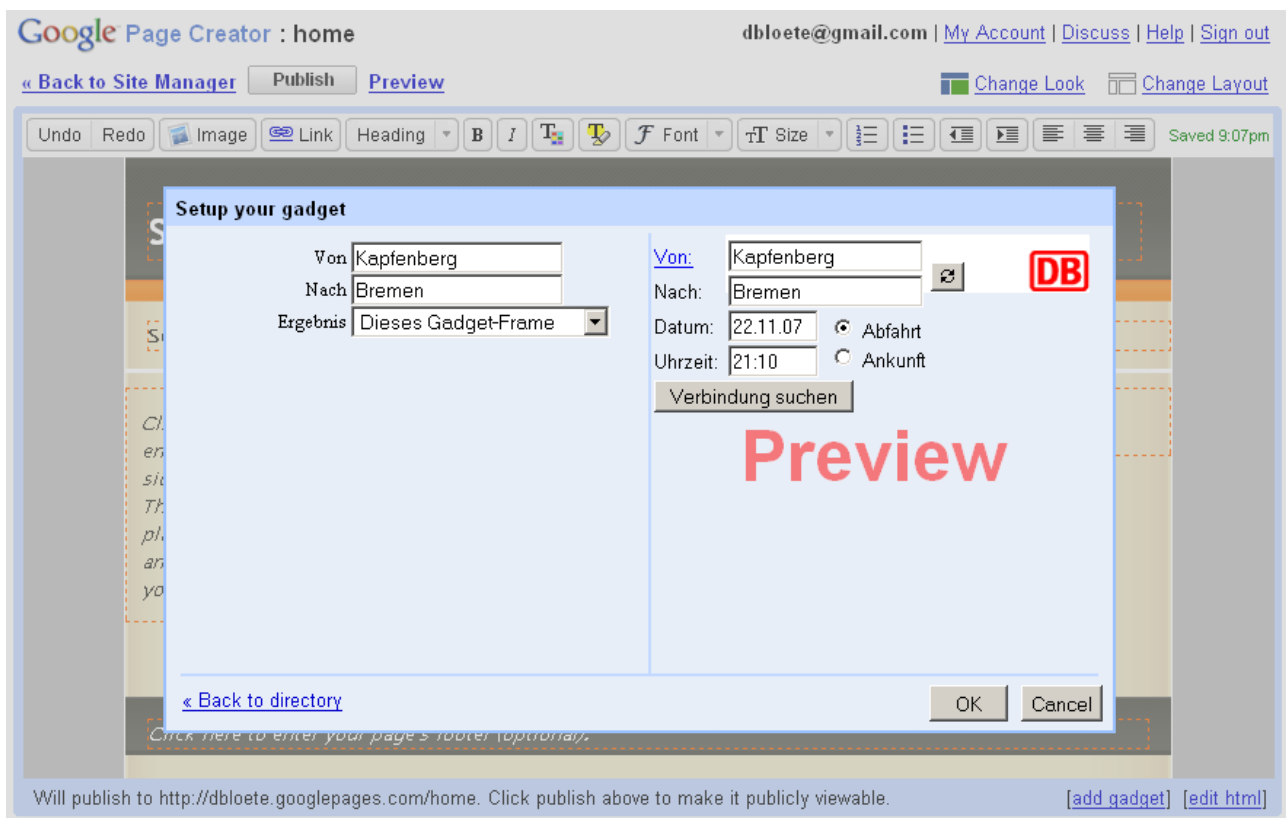 Google Page Creator : home
dbloete@gmail.com | My Account | Discuss | Help | Sign out
« Back to Site Manager Publish Preview
Change Look Change Layout
Undo Redo Image Link Heading B I T T F Font TT Size Saved 9:07pm
Setup your gadget
Von Kapfenberg
Nach Bremen
Ergebnis Dieses Gadget-Frame
Von: Kapfenberg
DB
Nach: Bremen
Datum: 22.11.07 Abfahrt
Uhrzeit: 21:10 Ankunft
Verbindung suchen
Preview
« Back to directory
OK Cancel
Click here to enter your page's footer (optional).
Will publish to http://dbloete.googlepages.com/home. Click publish above to make it publicly viewable.
[add gadget] [edit html]